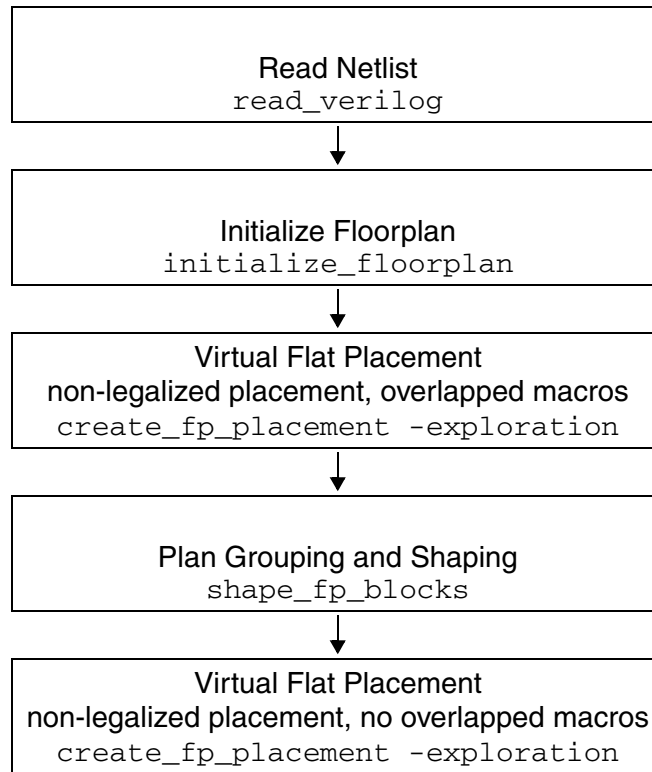 Read Netlist
read_verilog
Initialize Floorplan
initialize_floorplan
Virtual Flat Placement
non-legalized placement, overlapped macros
create_fp_placement -exploration
Plan Grouping and Shaping
shape_fp_blocks
Virtual Flat Placement
non-legalized placement, no overlapped macros
create_fp_placement -exploration